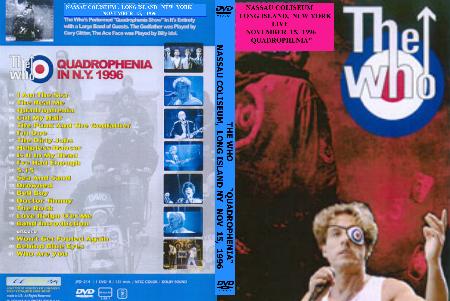 NASSAU COLISEUM , LONG ISLAND NEW YORK
NOVEMBER 15, 1996
The Who's Performed "Quadrophenia Show" in It's Entirely
with a Large Band of Guests. The Godfather was Played by
Gary Glitter, The Ace Face was Played by Billy Idol.
The Who
QUADROPHENIA
IN N.Y. 1996
I Am The Sea
The Real Me
Quadrophenia
Cut My Hair
The Punk And The Godfather
I'm One
The Dirty Jobs
Helpless Dancer
Is It In My Head
I've Had Enough
5:15
Sea And Sand
Drowned
Bell Boy
Doctor Jimmy
The Rock
Love Reign O'er Me
Band Introduction
encore
Won't Get Fooled Again
Behind Blue Eyes
Who Are You
DVD
THE WHO "QUADROPHENIA"
NASSAU COLISEUM, LONG ISLAND NY NOV 15, 1996
DVD
NASSAU COLISEUM
LONG ISLAND, NEW YORK
LIVE
NOVEMBER 15, 1996
QUADROPHENIA"
The Who
DVD